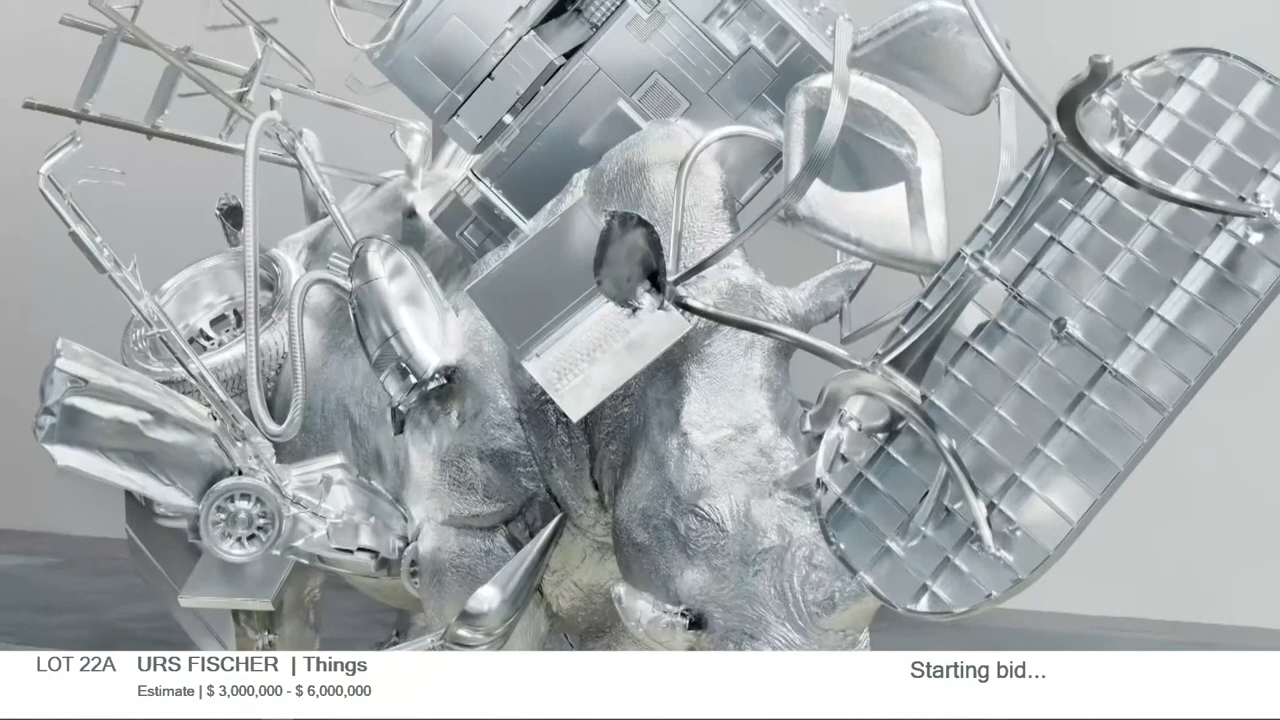 LOT 22A URS FISCHER | Things
Estimate | $ 3,000,000 - $ 6,000,000
Starting bid...